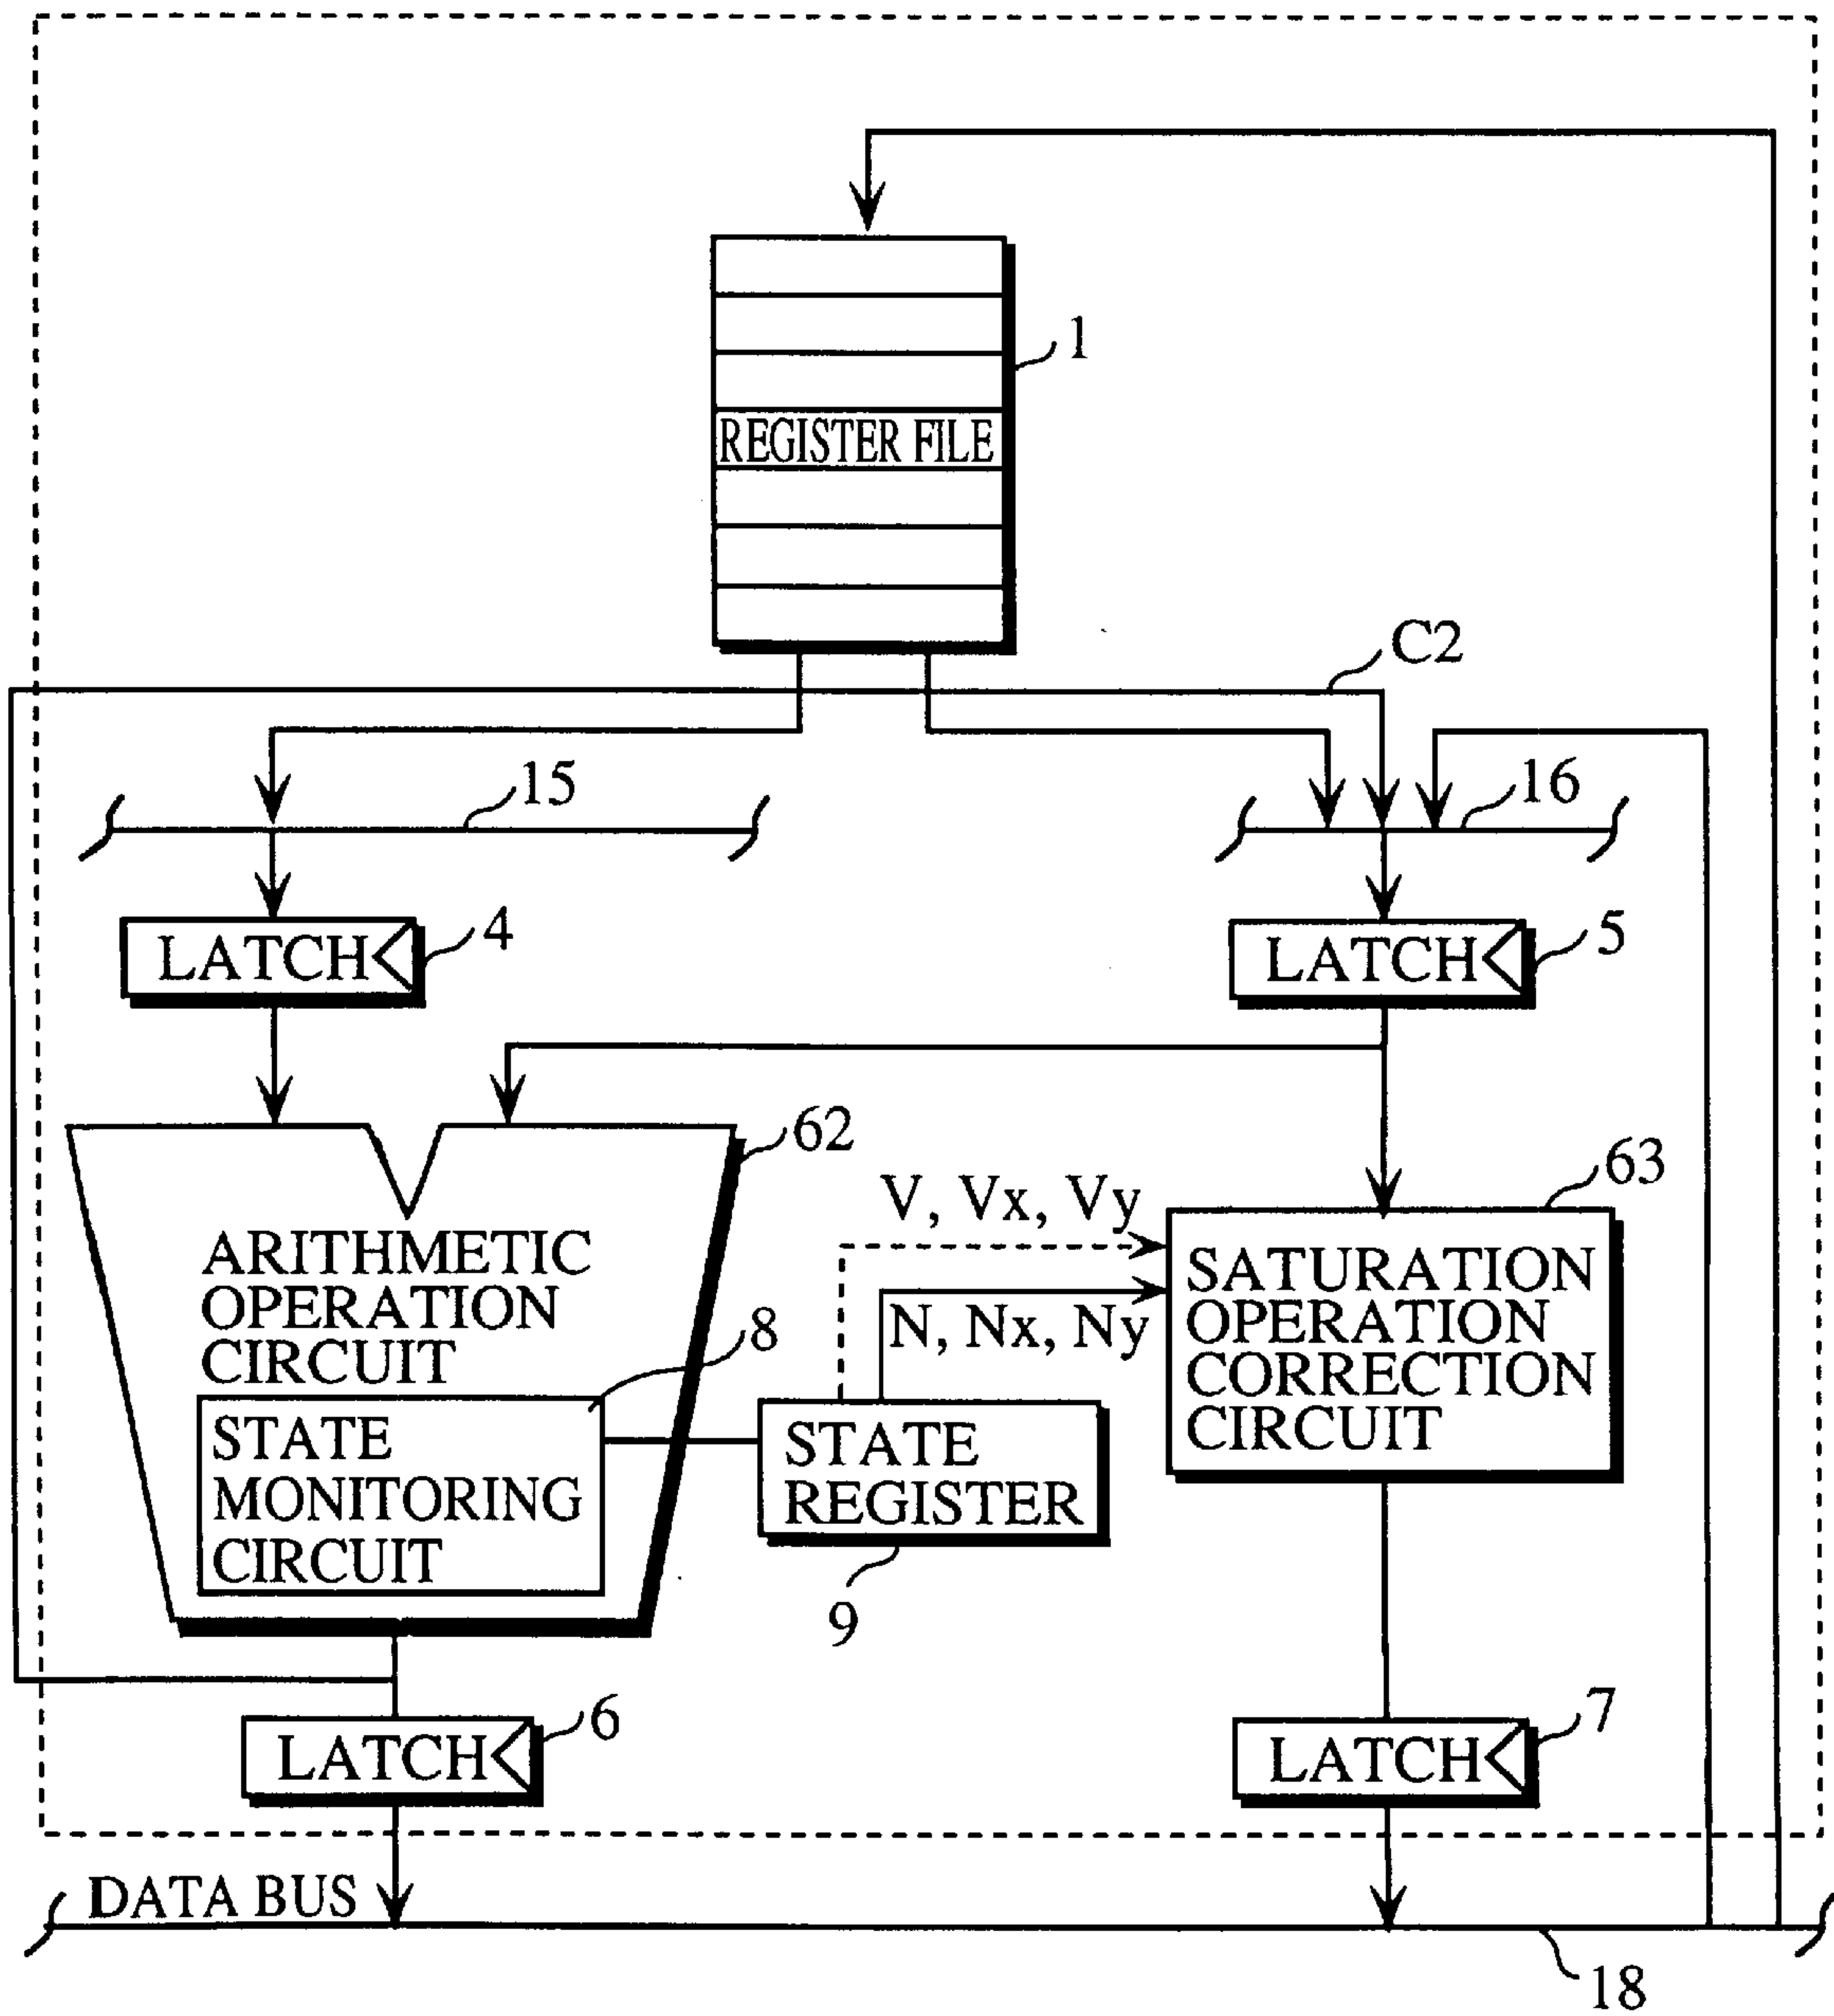 1
REGISTER FILE
C2
15
16
LATCH
4
LATCH
5
62
63
V, Vx, Vy
N, Nx, Ny
ARITHMETIC
OPERATION
CIRCUIT
8
STATE
MONITORING
CIRCUIT
STATE
REGISTER
9
SATURATION
OPERATION
CORRECTION
CIRCUIT
LATCH
6
LATCH
7
DATA BUS
18